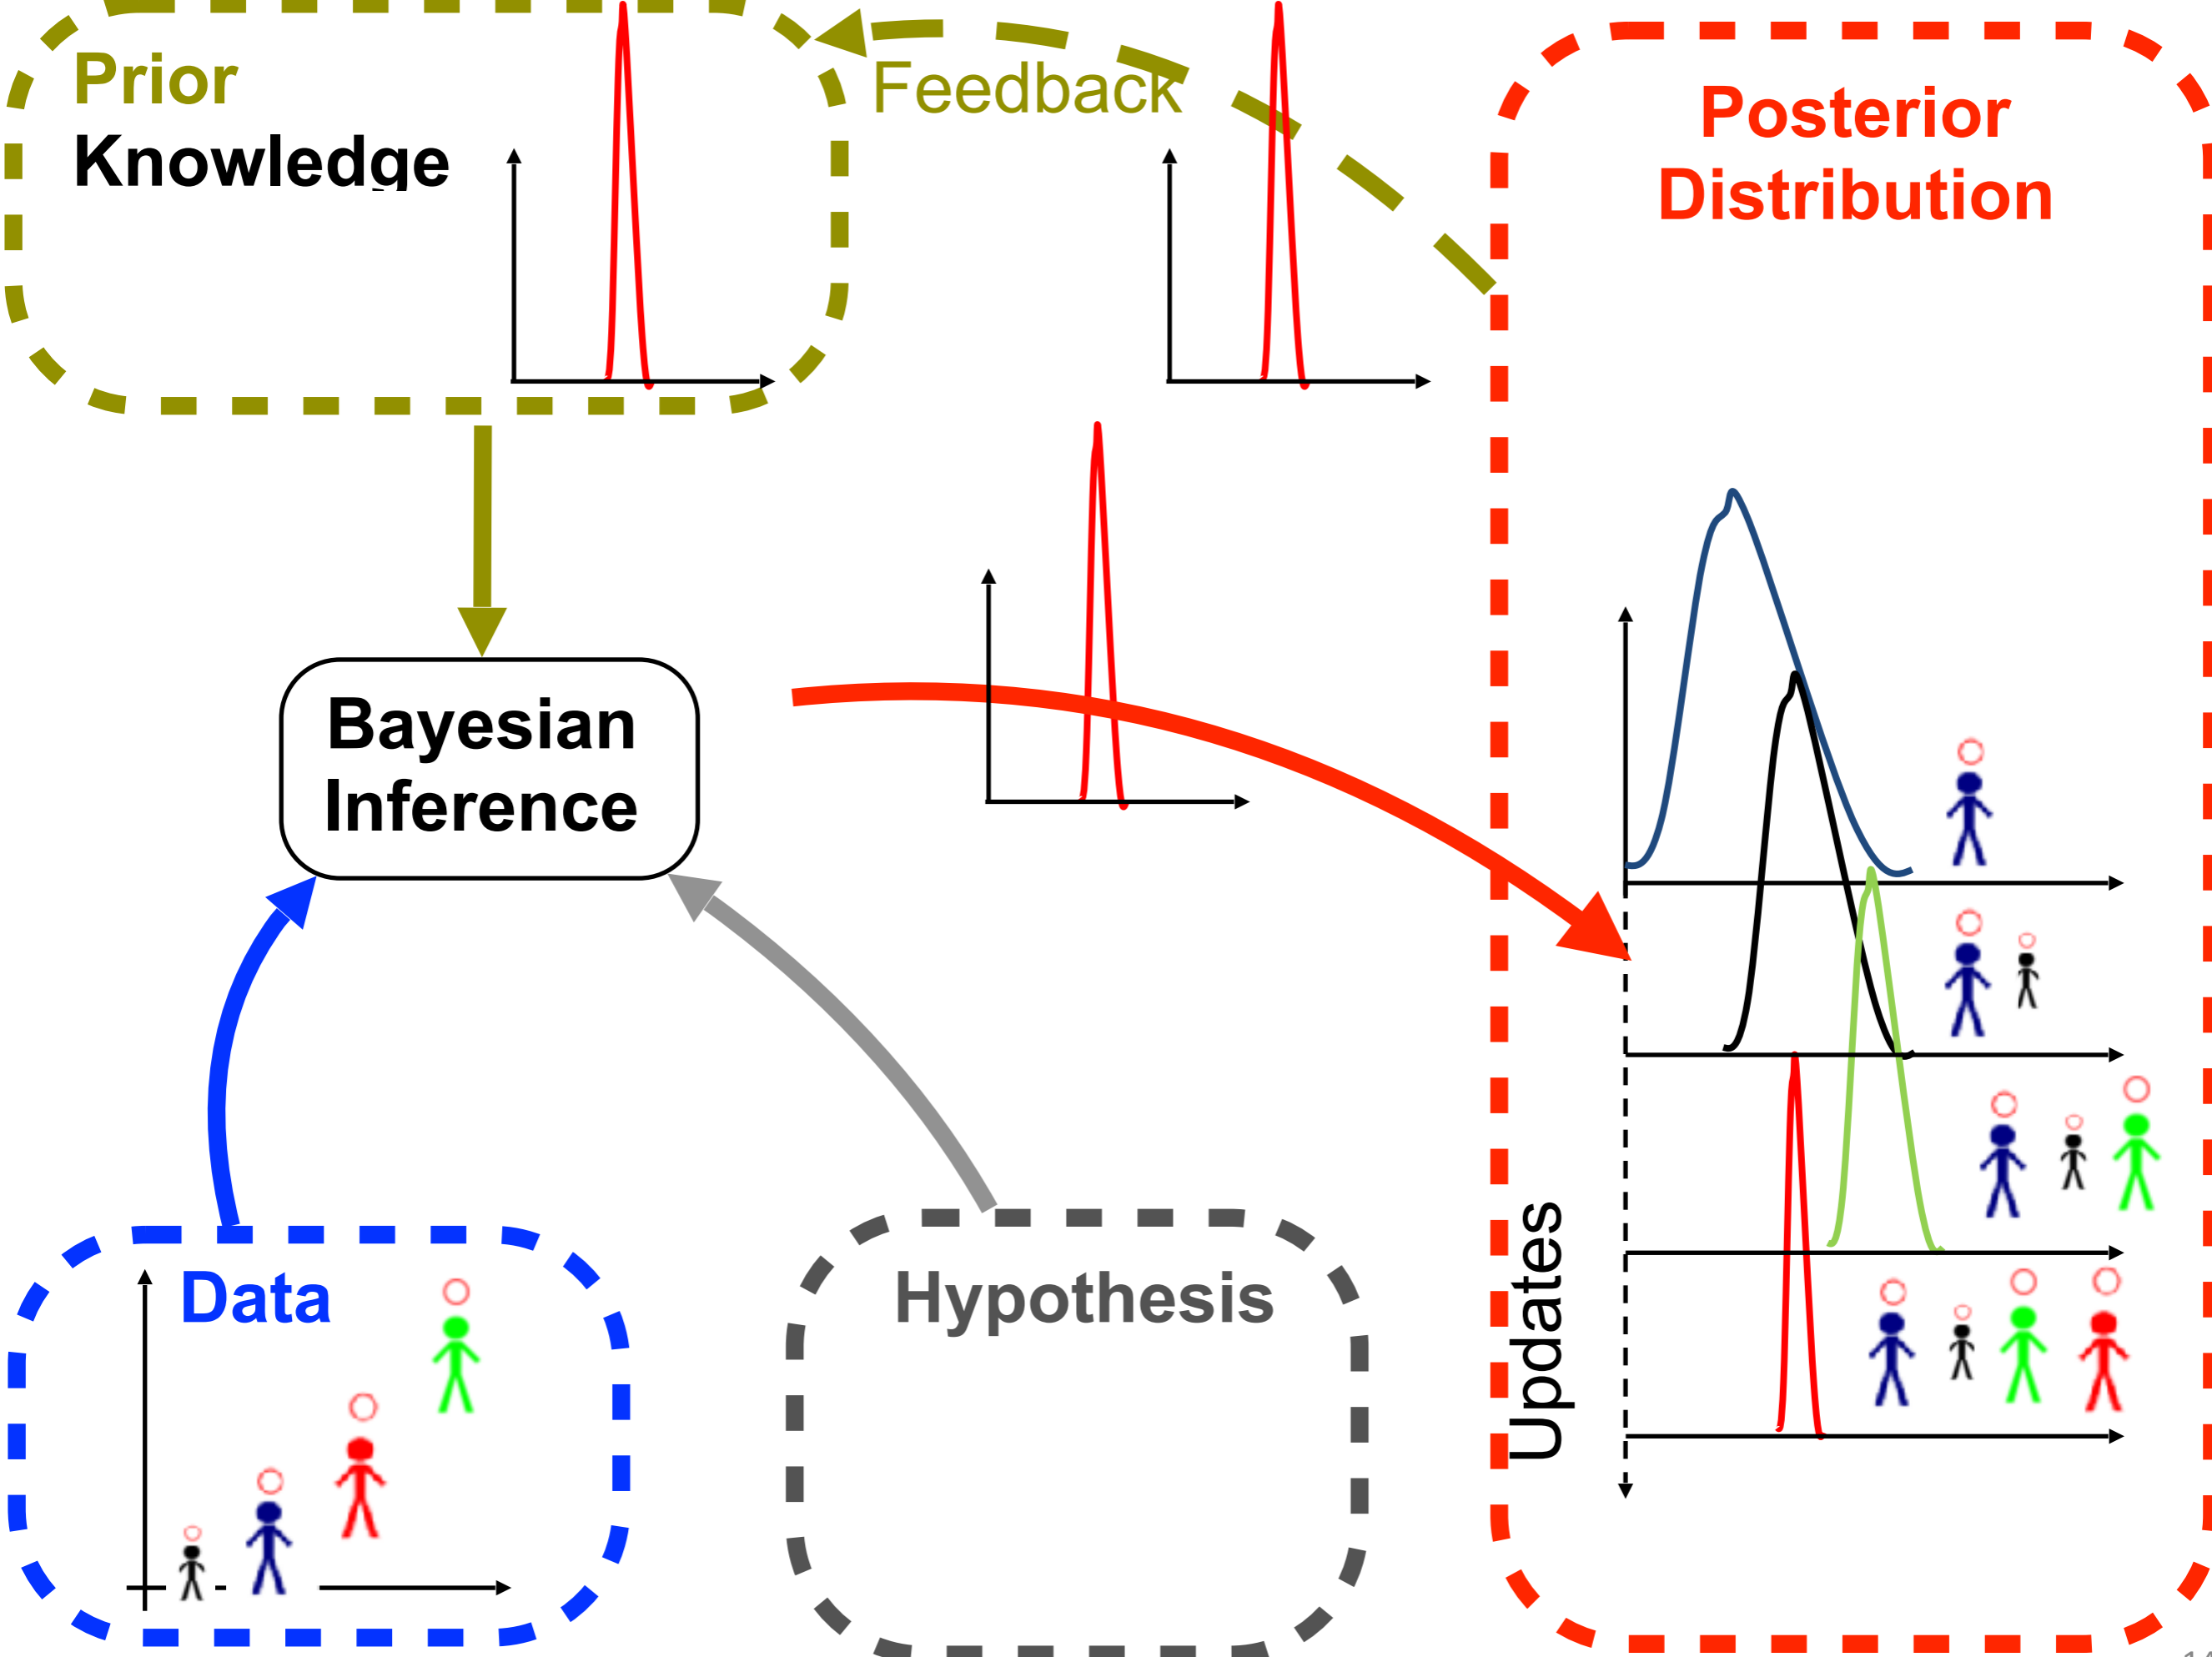 Prior
Knowledge
Feedback
Posterior
Distribution
Bayesian
Inference
Data
Hypothesis
Updates